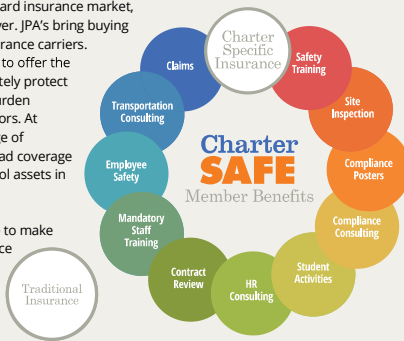 ard insurance market,
ver. JPA's bring buying
rance carriers.
to offer the
tely protect
urden
ors. At
ge of
ad coverage
ol assets in
e to make
ce
Charter
Specific
Insurance
Safety
Training
Site
Inspection
Compliance
Posters
Compliance
Consulting
Student
Activities
HR
Consulting
Contract
Review
Mandatory
Staff
Training
Employee
Safety
Transportation
Consulting
Claims
Charter
SAFE
Member Benefits
Traditional
Insurance